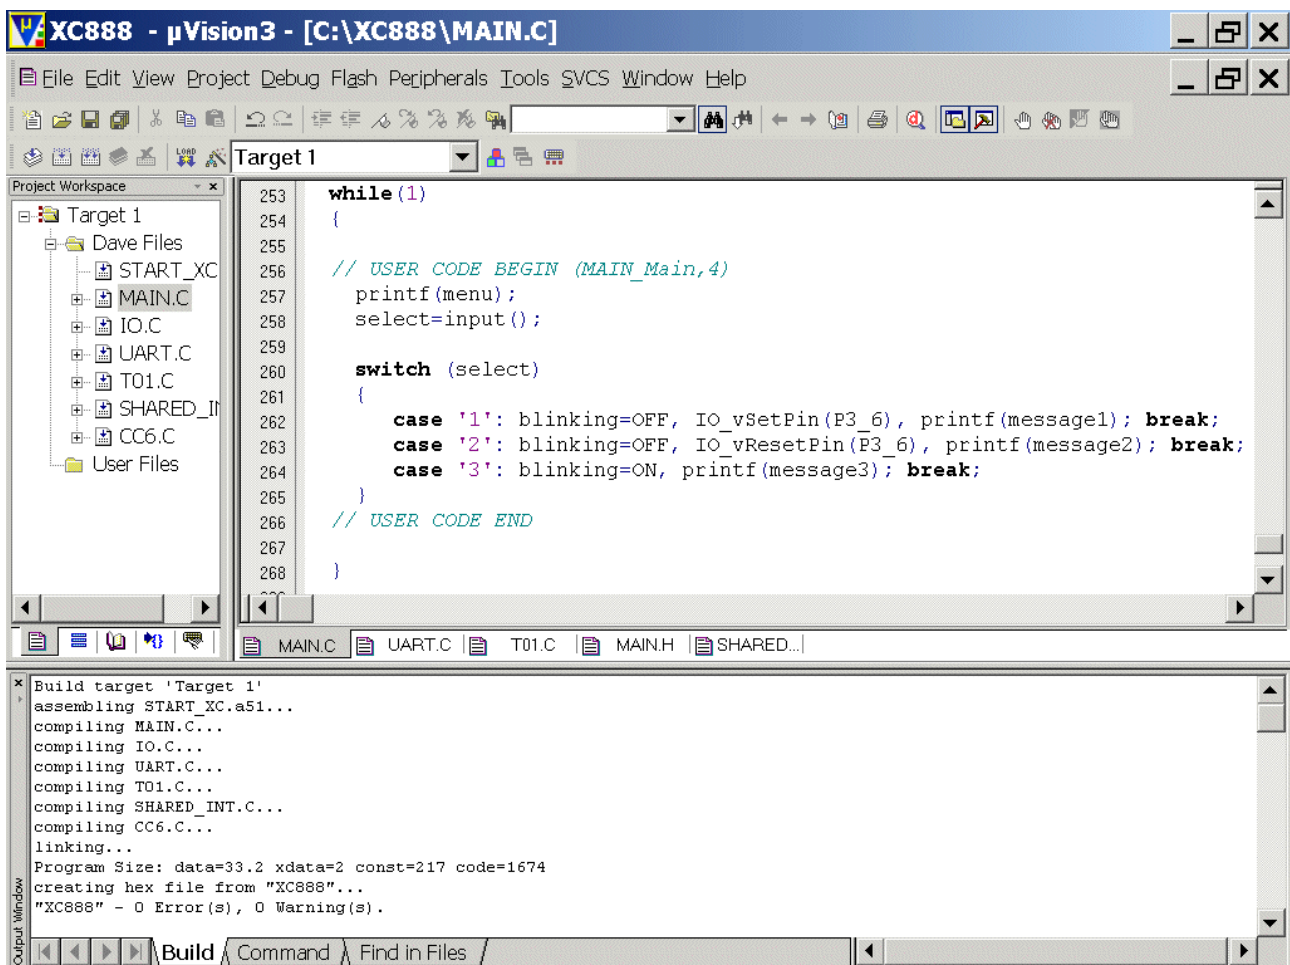 XC888 - µVision3 - [C:\XC888\MAIN.C]
File Edit View Project Debug Flash Peripherals Tools SVCS Window Help
LOAD Target 1
Project Workspace
Target 1
Dave Files
START_XC
MAIN.C
IO.C
UART.C
T01.C
SHARED_IN
CC6.C
User Files
253 while(1)
254 {
255
256 // USER CODE BEGIN (MAIN_Main,4)
257 printf(menu);
258 select=input();
259
260 switch (select)
261 {
262 case '1': blinking=OFF, IO_vSetPin(P3_6), printf(message1); break;
263 case '2': blinking=OFF, IO_vResetPin(P3_6), printf(message2); break;
264 case '3': blinking=ON, printf(message3); break;
265 }
266 // USER CODE END
267
268 }
MAIN.C UART.C T01.C MAIN.H SHARED...
Build target 'Target 1'
assembling START_XC.a51...
compiling MAIN.C...
compiling IO.C...
compiling UART.C...
compiling T01.C...
compiling SHARED_INT.C...
compiling CC6.C...
linking...
Program Size: data=33.2 xdata=2 const=217 code=1674
creating hex file from "XC888"...
"XC888" - 0 Error(s), 0 Warning(s).
Output Window
Build Command Find in Files